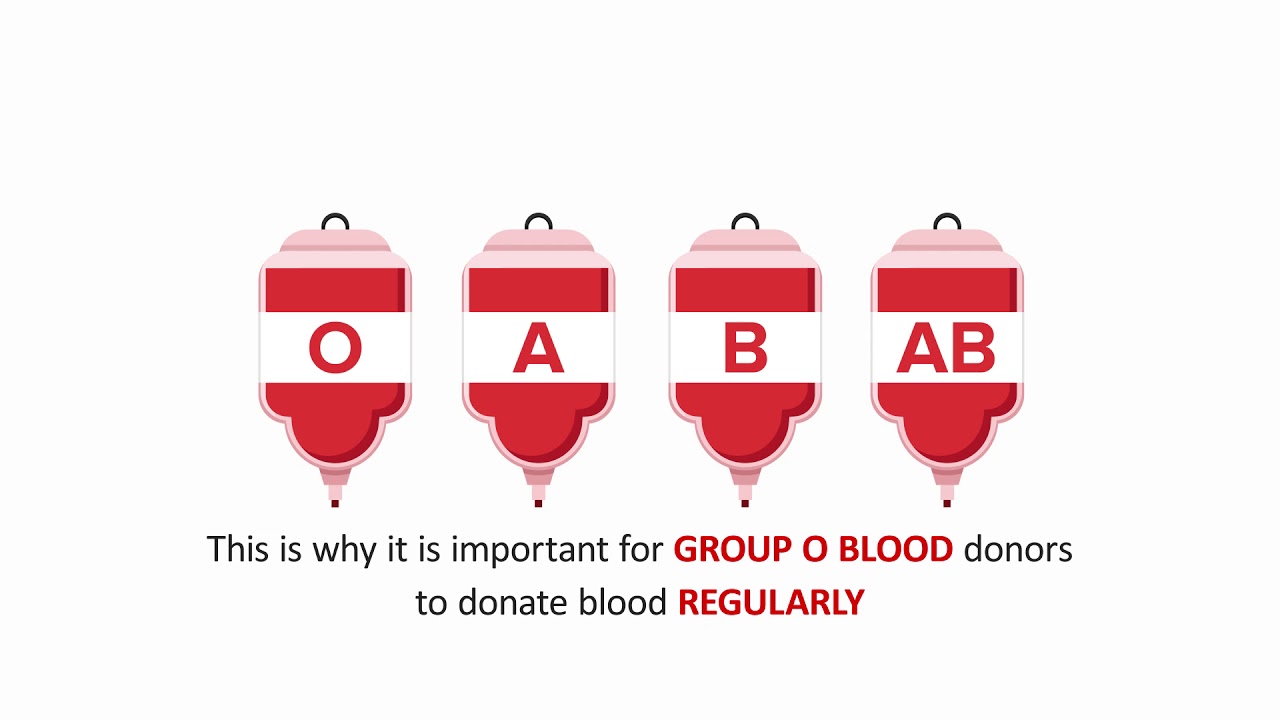 O A B AB
This is why it is important for GROUP O BLOOD donors
to donate blood REGULARLY